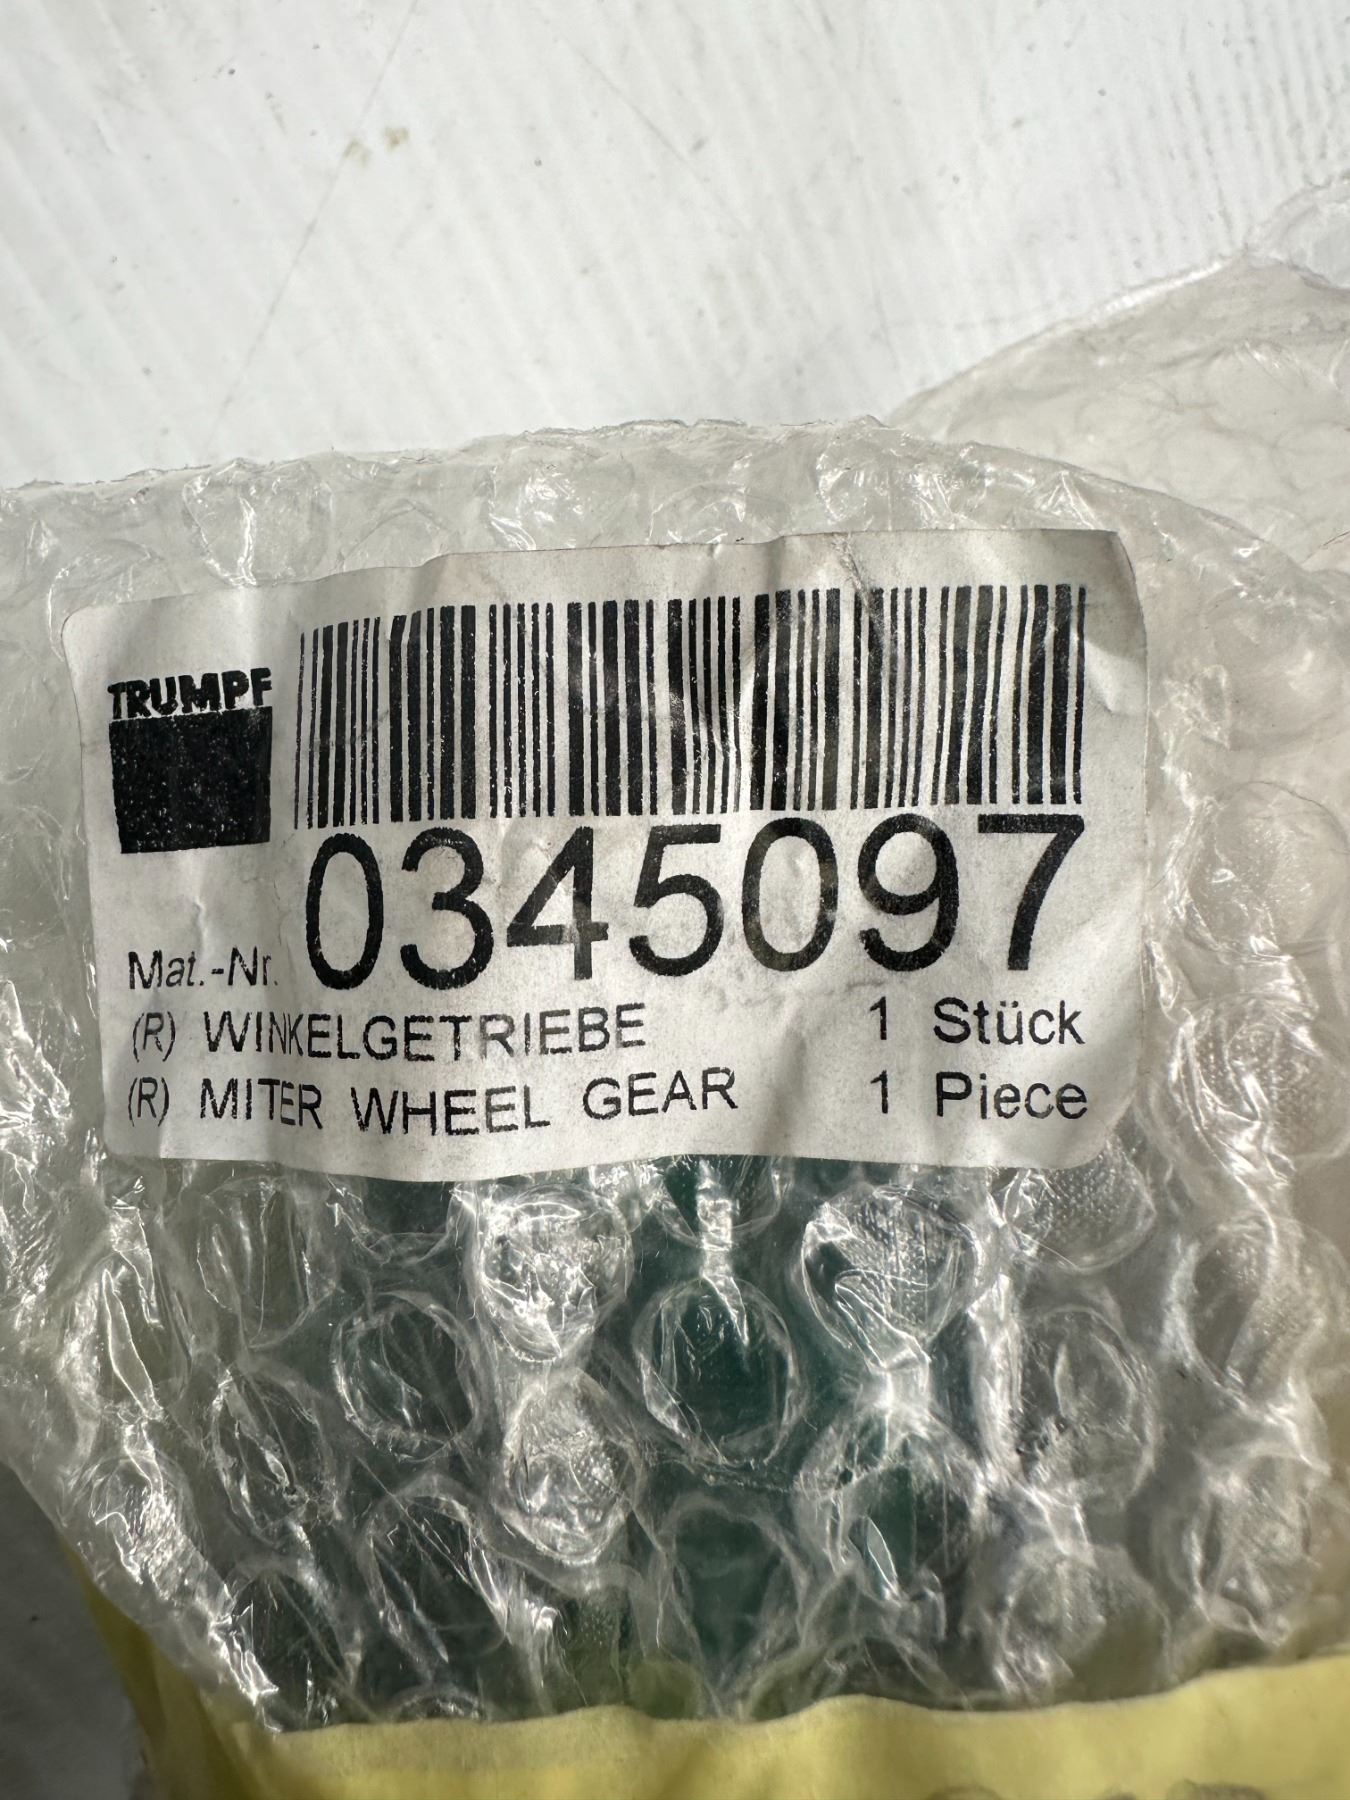 TRUMPF
Mat.-Nr. 0345097
(R) WINKELGETRIEBE 1 Stück
(R) MITER WHEEL GEAR 1 Piece